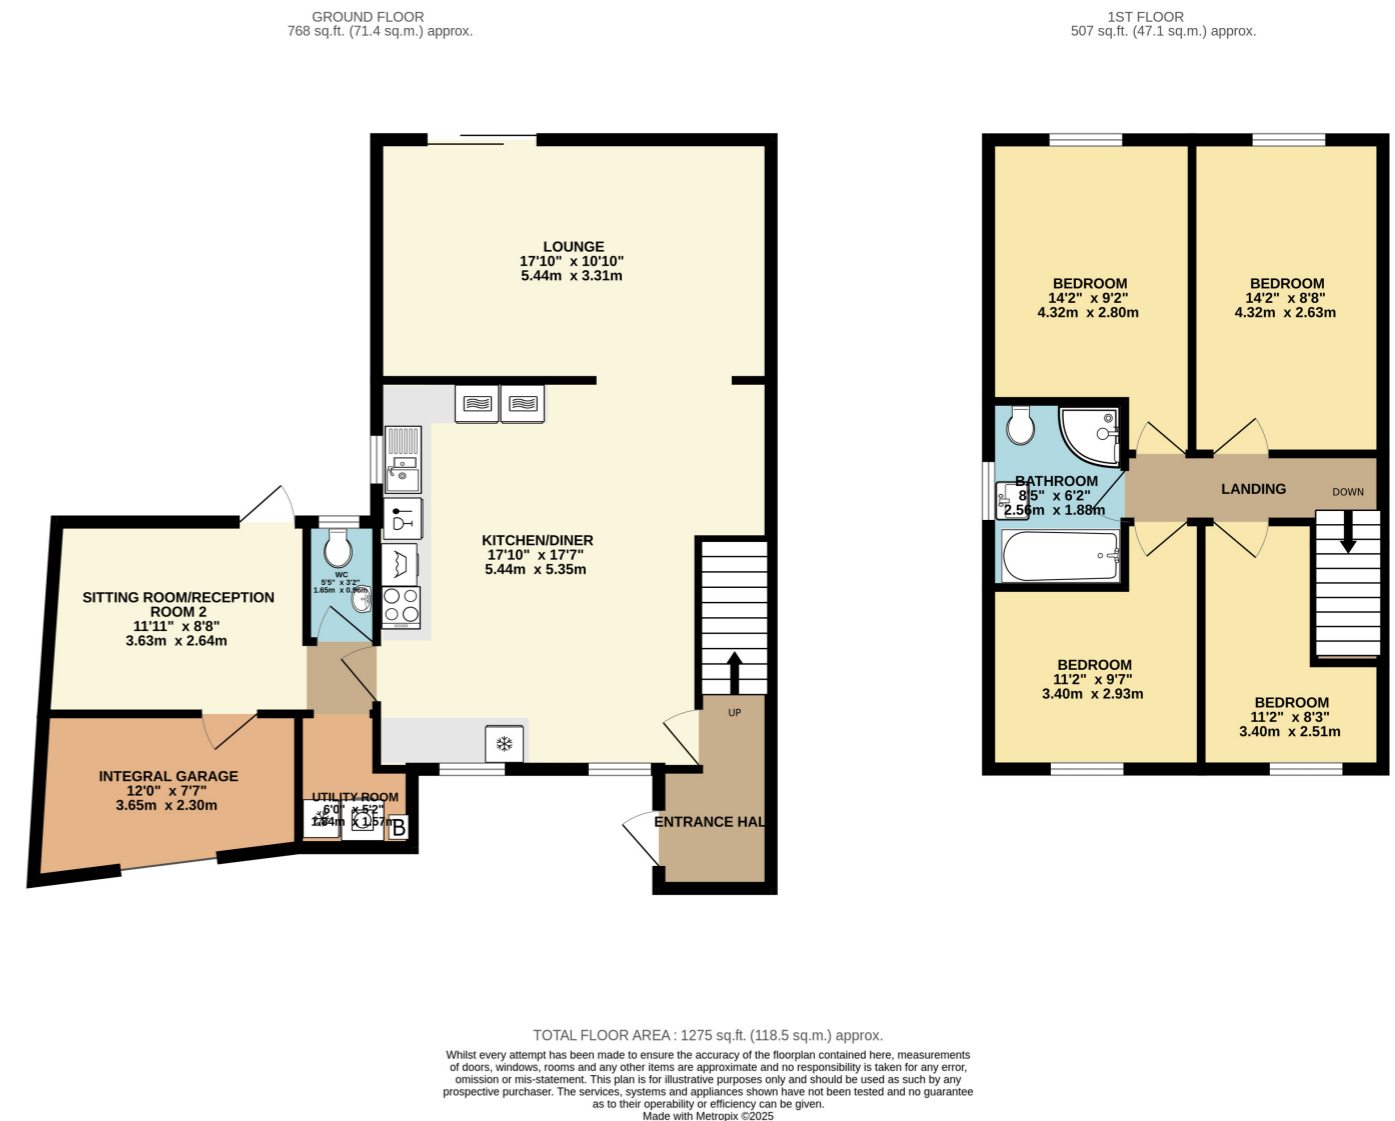 GROUND FLOOR
768 sq.ft. (71.4 sq.m.) approx.
1ST FLOOR
507 sq.ft. (47.1 sq.m.) approx.
LOUNGE
17'10" x 10'10"
5.44m x 3.31m
KITCHEN/DINER
17'10" x 17'7"
5.44m x 5.35m
WC
5'5" x 3'2"
1.65m x 0.96m
SITTING ROOM/RECEPTION
ROOM 2
11'11" x 8'8"
3.63m x 2.64m
INTEGRAL GARAGE
12'0" x 7'7"
3.65m x 2.30m
UTILITY ROOM
6'0" x 5'2"
1.84m x 1.57m
B
UP
ENTRANCE HAL
BEDROOM
14'2" x 9'2"
4.32m x 2.80m
BEDROOM
14'2" x 8'8"
4.32m x 2.63m
BATHROOM
8'5" x 6'2"
2.56m x 1.88m
LANDING
DOWN
BEDROOM
11'2" x 9'7"
3.40m x 2.93m
BEDROOM
11'2" x 8'3"
3.40m x 2.51m
TOTAL FLOOR AREA : 1275 sq.ft. (118.5 sq.m.) approx.
Whilst every attempt has been made to ensure the accuracy of the floorplan contained here, measurements
of doors, windows, rooms and any other items are approximate and no responsibility is taken for any error,
omission or mis-statement. This plan is for illustrative purposes only and should be used as such by any
prospective purchaser. The services, systems and appliances shown have not been tested and no guarantee
as to their operability or efficiency can be given.
Made with Metropix ©2025